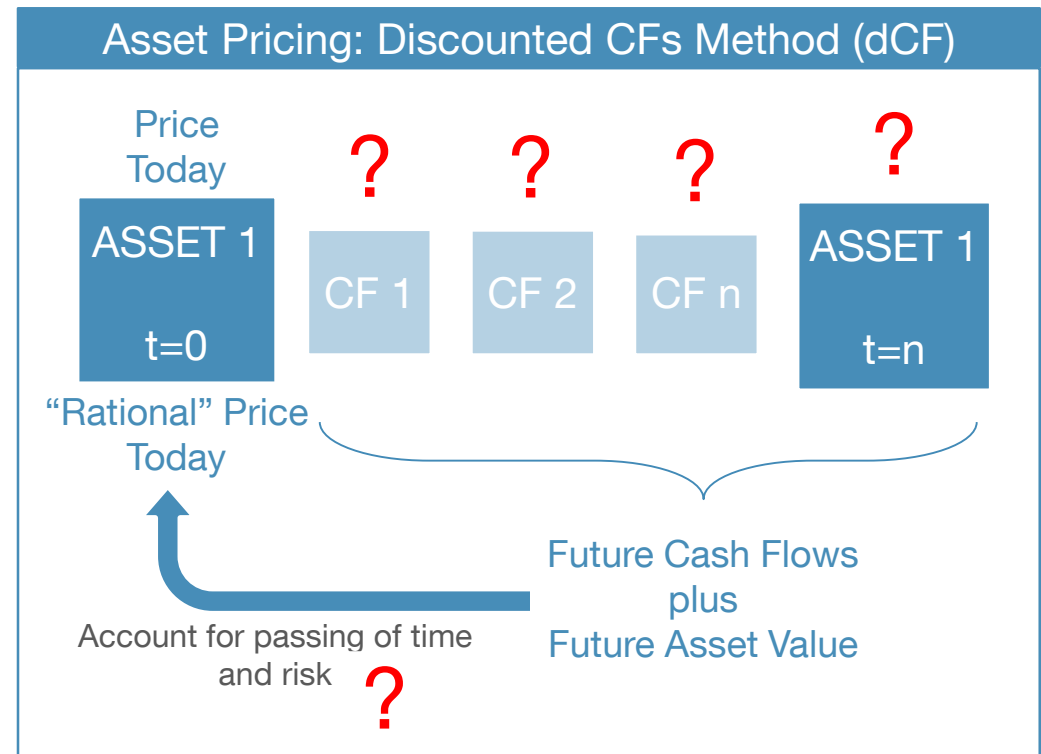 Asset Pricing: Discounted CFs Method (dCF)
Price
Today
? ? ? ?
ASSET 1
t=0
CF 1
CF 2
CF n
ASSET 1
t=n
“Rational” Price
Today
Future Cash Flows
plus
Future Asset Value
Account for passing of time
and risk
?